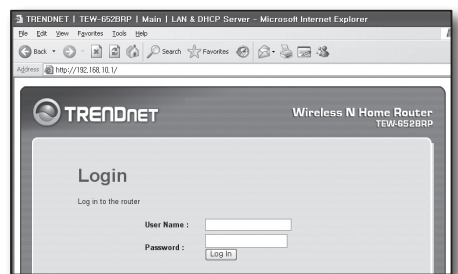 TRENDNET | TEW-652BRP | Main | LAN & DHCP Server - Microsoft Internet Explorer
File Edit View Favorites Tools Help
Back Search Favorites
Address http://192.168.10.1/
TRENDNET Wireless N Home Router
TEW-652BRP
Login
Log in to the router
User Name :
Password :
Log In